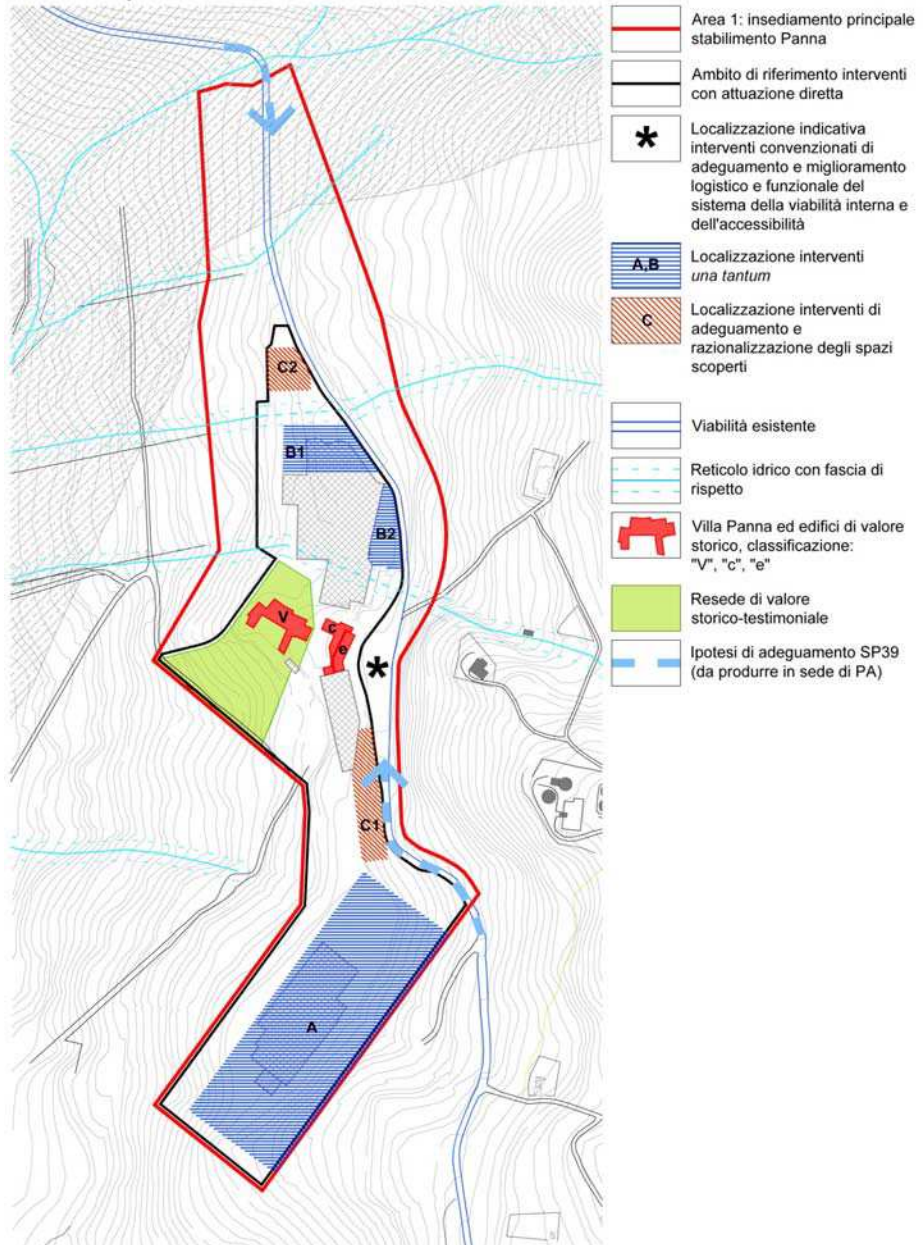 Area 1: insediamento principale
stabilimento Panna
Ambito di riferimento interventi
con attuazione diretta
*
Localizzazione indicativa
interventi convenzionati di
adeguamento e miglioramento
logistico e funzionale del
sistema della viabilità interna e
dell'accessibilità
A,B
Localizzazione interventi
una tantum
C
Localizzazione interventi di
adeguamento e
razionalizzazione degli spazi
scoperti
Viabilità esistente
Reticolo idrico con fascia di
rispetto
Villa Panna ed edifici di valore
storico, classificazione:
"V", "c", "e"
Resede di valore
storico-testimoniale
Ipotesi di adeguamento SP39
(da produrre in sede di PA)
C2
B1
B2
V
c
e
*
C1
A